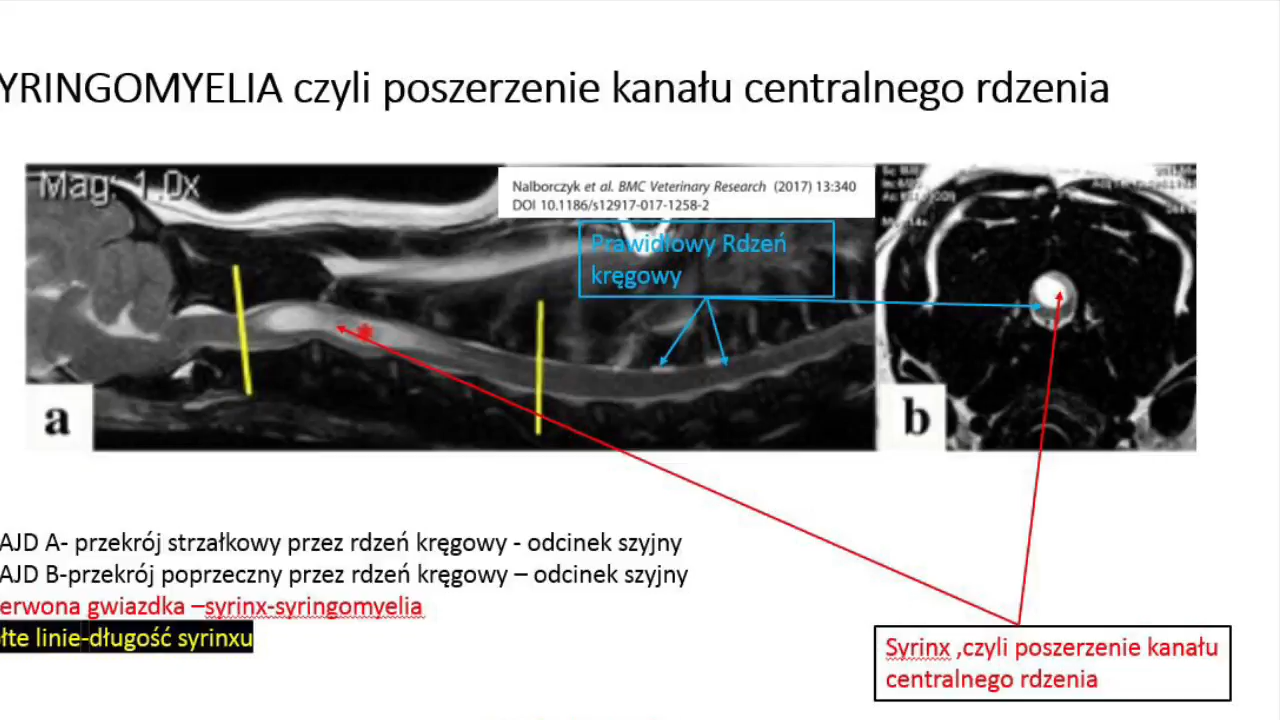 YRINGOMYELIA czyli poszerzenie kanału centralnego rdzenia
Mag: 1.0x
Nalborczyk et al. BMC Veterinary Research (2017) 13:340
DOI 10.1186/s12917-017-1258-2
Prawidłowy Rdzeń
kręgowy
a
b
AJD A- przekrój strzałkowy przez rdzeń kręgowy - odcinek szyjny
AJD B-przekrój poprzeczny przez rdzeń kręgowy – odcinek szyjny
erwona gwiazdka –syrinx-syringomyelia
łte linie-długość syrinxu
Syrinx ,czyli poszerzenie kanału
centralnego rdzenia